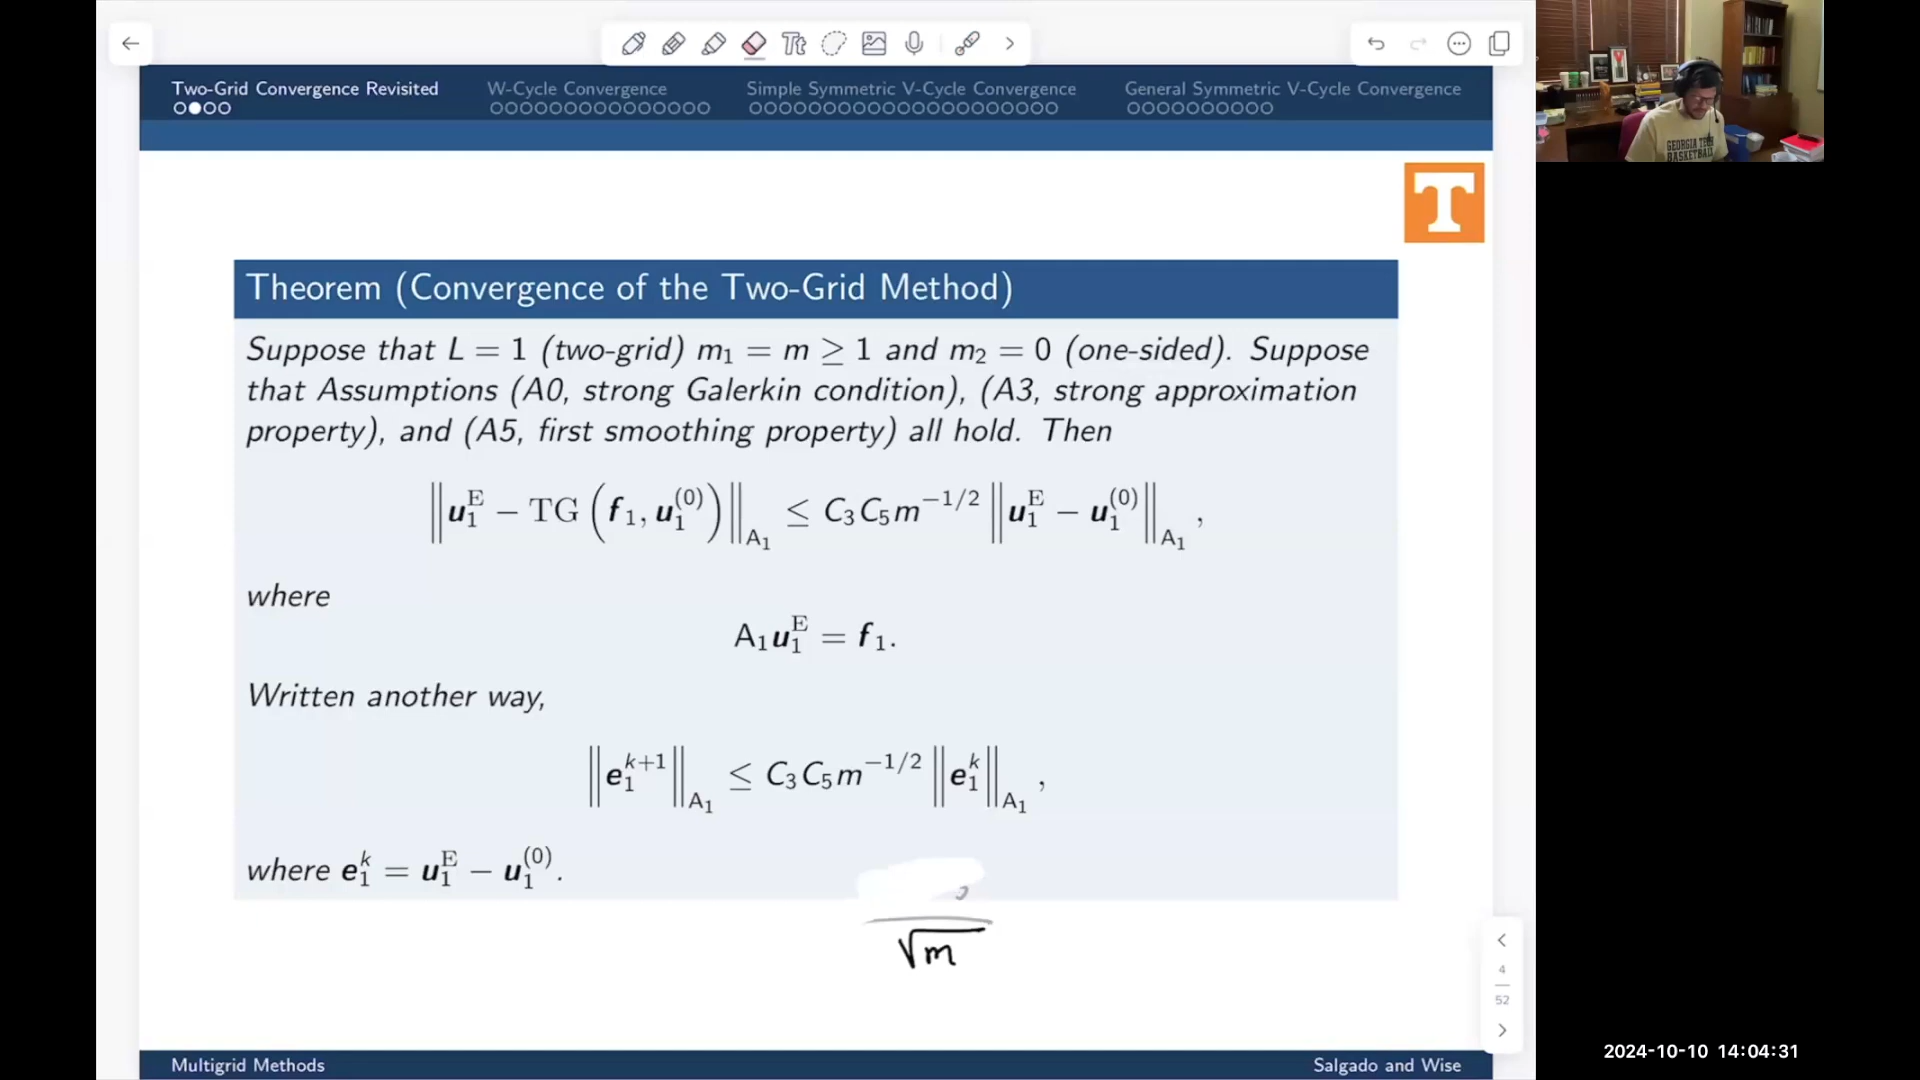 Two-Grid Convergence Revisited
W-Cycle Convergence
Simple Symmetric V-Cycle Convergence
General Symmetric V-Cycle Convergence
GEORGIA TECH
BASKETBALL
T
Theorem (Convergence of the Two-Grid Method)
Suppose that L = 1 (two-grid) m₁ = m ≥ 1 and m₂ = 0 (one-sided). Suppose
that Assumptions (A0, strong Galerkin condition), (A3, strong approximation
property), and (A5, first smoothing property) all hold. Then
‖u₁ᴱ − TG(f₁, u₁⁽⁰⁾)‖_A₁ ≤ C₃C₅m^−1/2 ‖u₁ᴱ − u₁⁽⁰⁾‖_A₁ ,
where
A₁u₁ᴱ = f₁.
Written another way,
‖e₁ᵏ⁺¹‖_A₁ ≤ C₃C₅m^−1/2 ‖e₁ᵏ‖_A₁ ,
where e₁ᵏ = u₁ᴱ − u₁⁽⁰⁾.
√m
4
52
Multigrid Methods
Salgado and Wise
2024-10-10 14:04:31